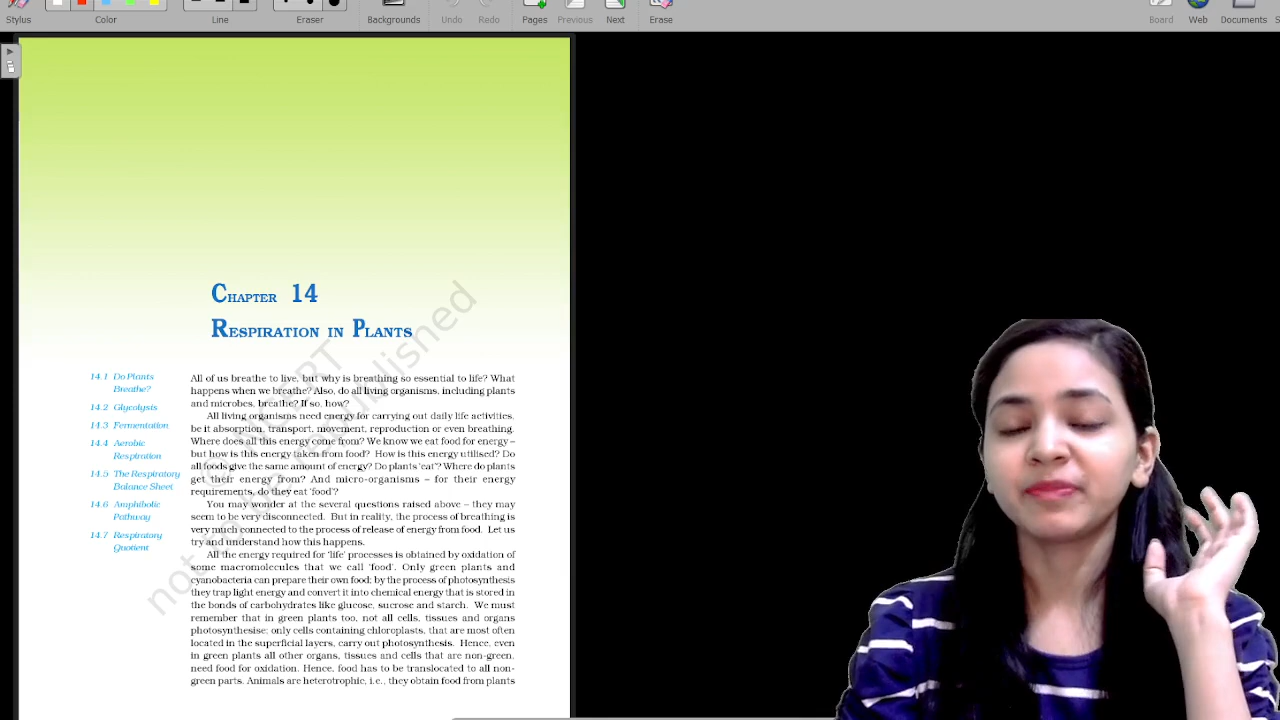 Stylus Color Line Eraser Backgrounds Undo Redo Pages Previous Next Erase Board Web Documents
CHAPTER 14
RESPIRATION IN PLANTS
14.1 Do Plants
Breathe?
14.2 Glycolysis
14.3 Fermentation
14.4 Aerobic
Respiration
14.5 The Respiratory
Balance Sheet
14.6 Amphibolic
Pathway
14.7 Respiratory
Quotient
All of us breathe to live, but why is breathing so essential to life? What
happens when we breathe? Also, do all living organisms, including plants
and microbes, breathe? If so, how?
All living organisms need energy for carrying out daily life activities,
be it absorption, transport, movement, reproduction or even breathing.
Where does all this energy come from? We know we eat food for energy –
but how is this energy taken from food? How is this energy utilised? Do
all foods give the same amount of energy? Do plants 'eat'? Where do plants
get their energy from? And micro-organisms – for their energy
requirements, do they eat 'food'?
You may wonder at the several questions raised above – they may
seem to be very disconnected. But in reality, the process of breathing is
very much connected to the process of release of energy from food. Let us
try and understand how this happens.
All the energy required for 'life' processes is obtained by oxidation of
some macromolecules that we call 'food'. Only green plants and
cyanobacteria can prepare their own food; by the process of photosynthesis
they trap light energy and convert it into chemical energy that is stored in
the bonds of carbohydrates like glucose, sucrose and starch. We must
remember that in green plants too, not all cells, tissues and organs
photosynthesise; only cells containing chloroplasts, that are most often
located in the superficial layers, carry out photosynthesis. Hence, even
in green plants all other organs, tissues and cells that are non-green,
need food for oxidation. Hence, food has to be translocated to all non-
green parts. Animals are heterotrophic, i.e., they obtain food from plants
© NCERT
not to be republished